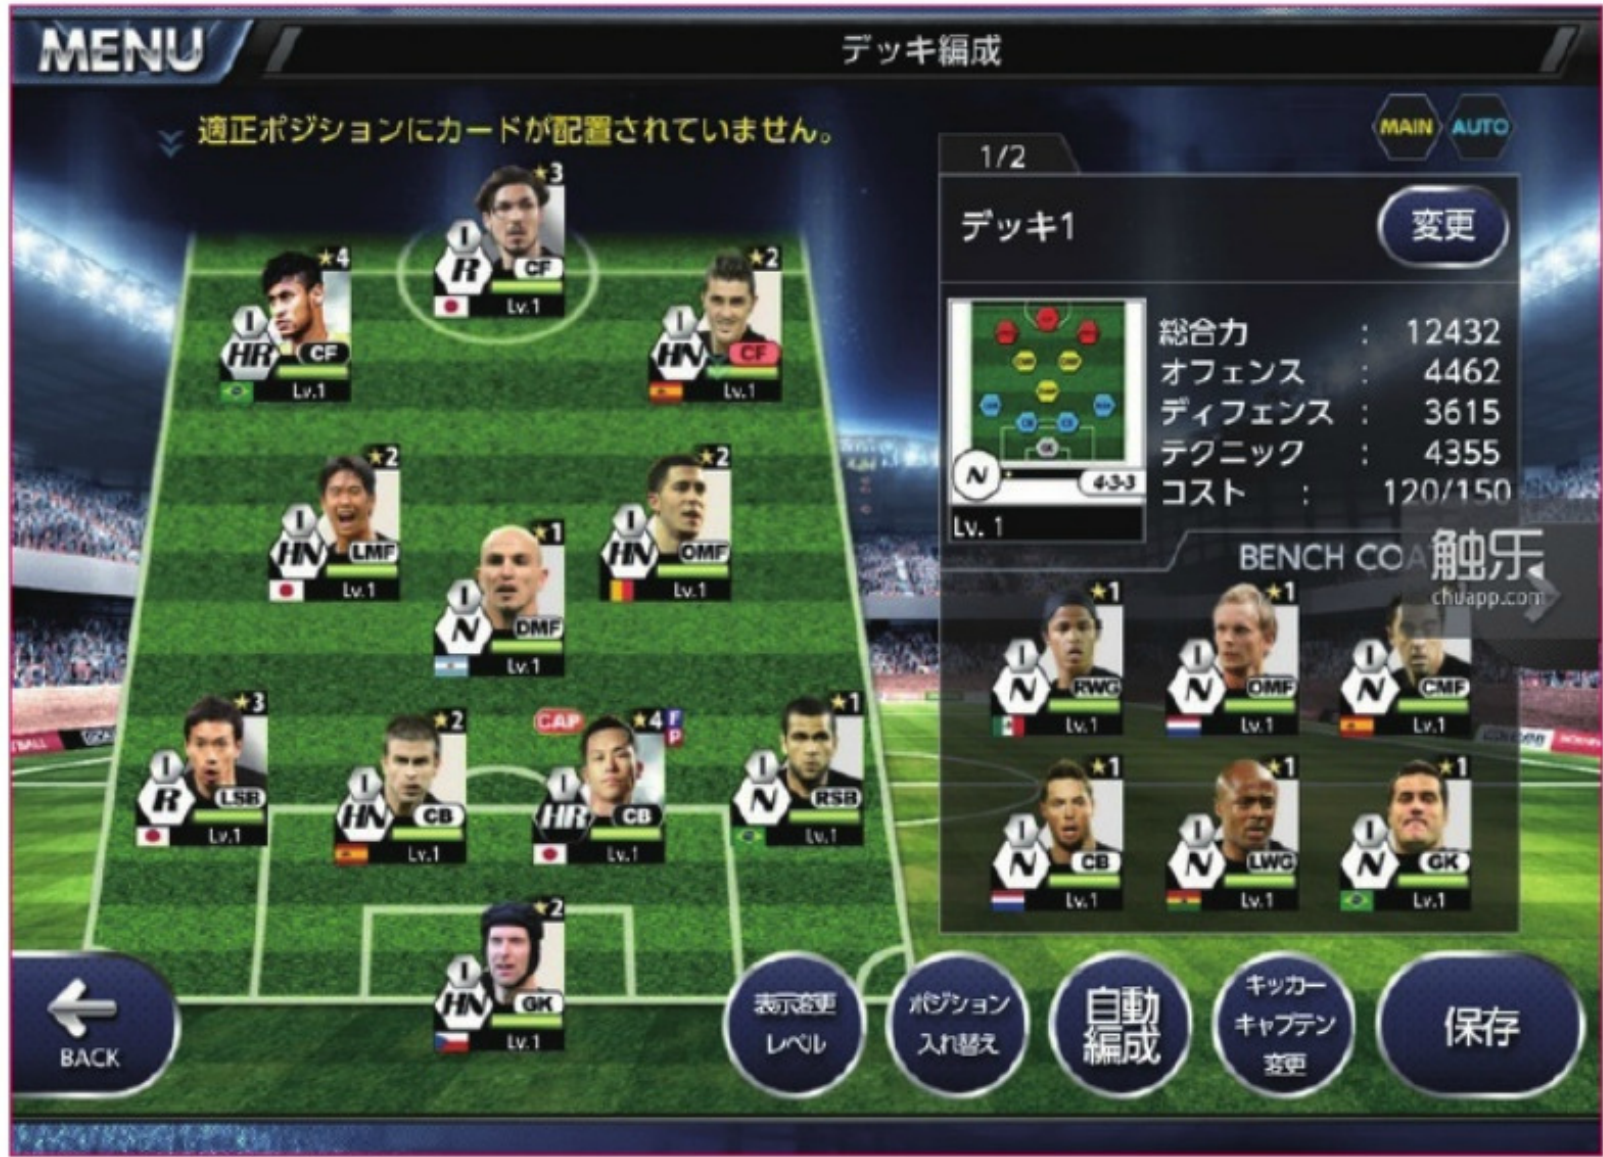 MENU
デッキ編成
適正ポジションにカードが配置されていません。
MAIN
AUTO
1/2
デッキ1
変更
総合力 : 12432
オフェンス : 4462
ディフェンス : 3615
テクニック : 4355
コスト : 120/150
N
4-3-3
Lv. 1
BENCH COA
触乐
chuapp.com
★3
I
R
CF
Lv.1
★4
I
HR
CF
Lv.1
★2
I
HN
CF
Lv.1
★2
I
HN
LMF
Lv.1
★2
I
HN
OMF
Lv.1
★1
I
N
DMF
Lv.1
★3
I
R
LSB
Lv.1
★2
I
HN
CB
Lv.1
CAP
★4
F
P
I
HR
CB
Lv.1
★1
I
N
RSB
Lv.1
★2
I
HN
GK
Lv.1
★1
I
N
RWG
Lv.1
★1
I
N
OMF
Lv.1
I
N
CMF
Lv.1
★1
I
N
CB
Lv.1
★1
I
N
LWG
Lv.1
★1
I
N
GK
Lv.1
BACK
表示変更
レベル
ポジション
入れ替え
自動
編成
キッカー
キャプテン
変更
保存